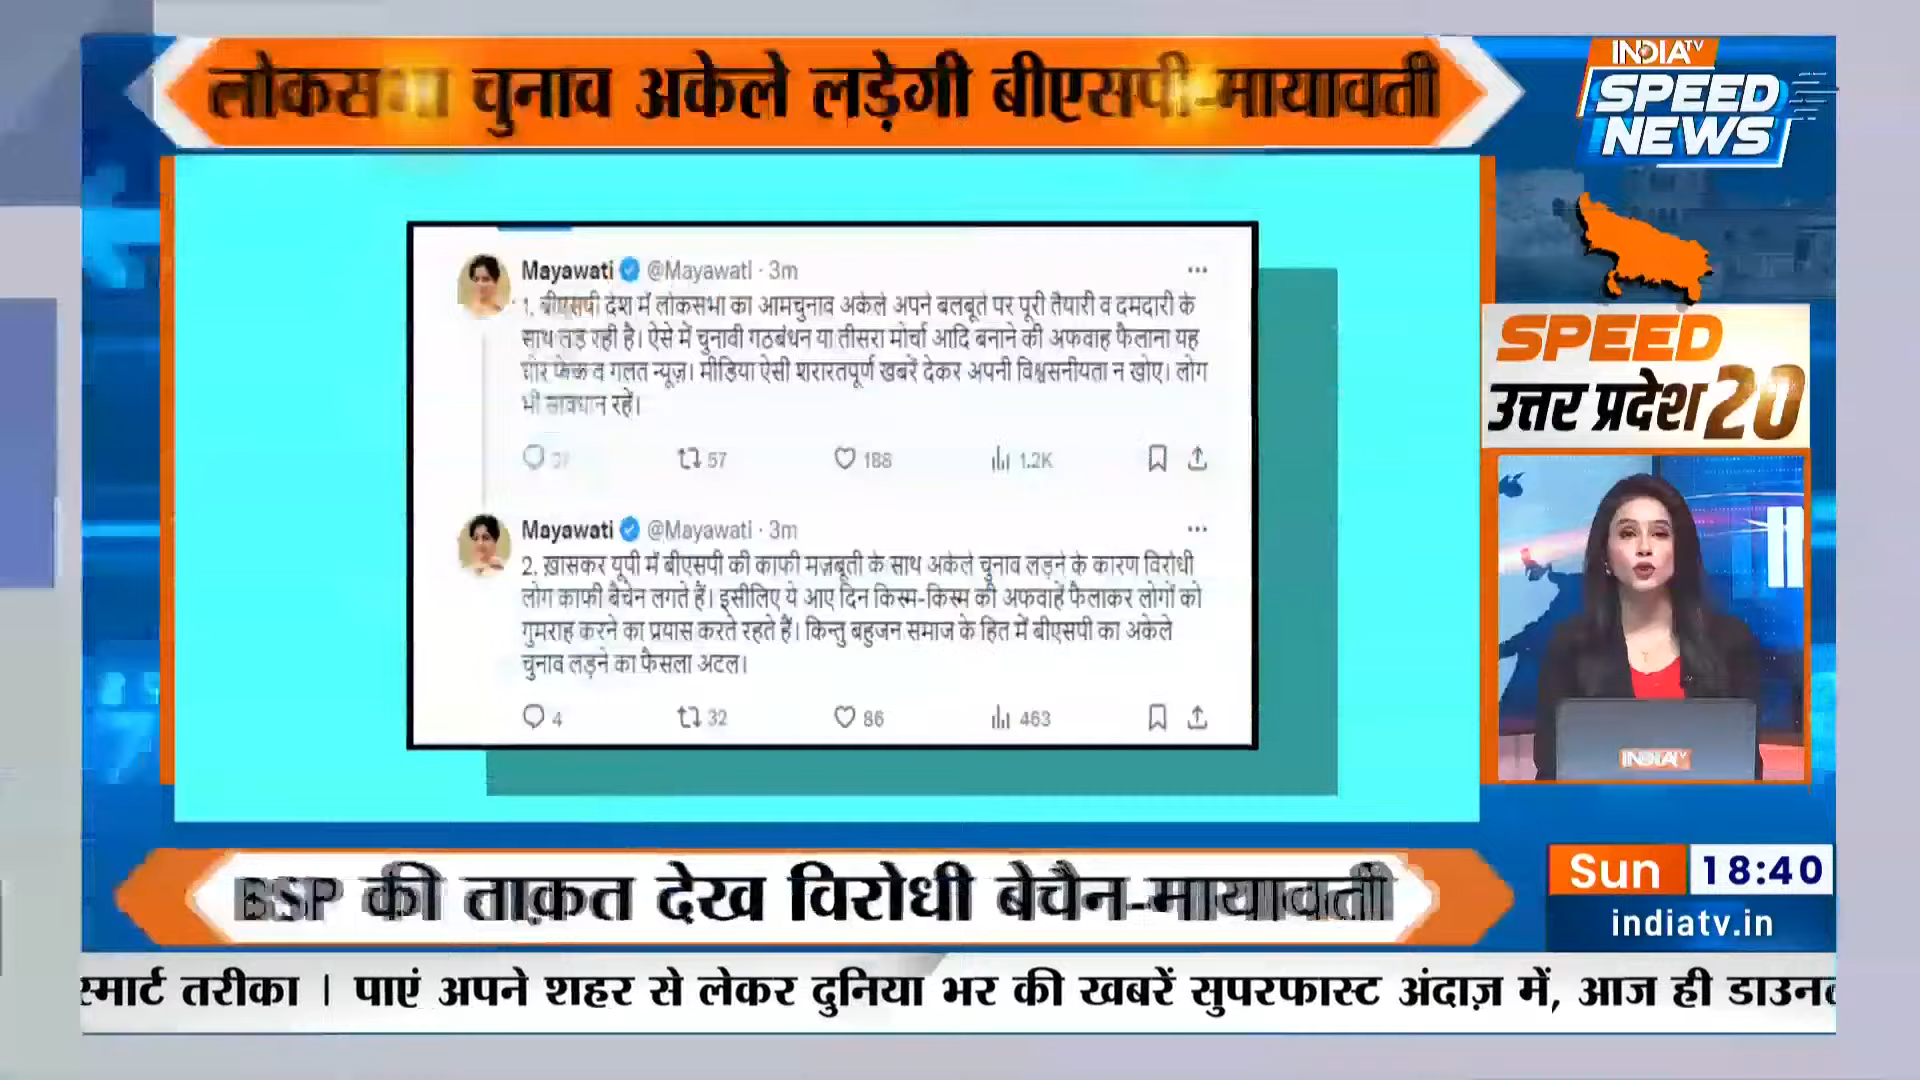 लोकसभा चुनाव अकेले लड़ेगी बीएसपी-मायावती
INDIA TV
SPEED
NEWS
Mayawati @Mayawati · 3m
1. बीएसपी देश में लोकसभा का आमचुनाव अकेले अपने बलबूते पर पूरी तैयारी व दमदारी के
साथ लड़ रही है। ऐसे में चुनावी गठबंधन या तीसरा मोर्चा आदि बनाने की अफवाह फैलाना यह
घोर फेक व गलत न्यूज़। मीडिया ऐसी शरारतपूर्ण खबरें देकर अपनी विश्वसनीयता न खोए। लोग
भी सावधान रहें।
57 188 1.2K
Mayawati @Mayawati · 3m
2. ख़ासकर यूपी में बीएसपी की काफी मज़बूती के साथ अकेले चुनाव लड़ने के कारण विरोधी
लोग काफी बैचेन लगते हैं। इसीलिए ये आए दिन किस्म-किस्म की अफवाहें फैलाकर लोगों को
गुमराह करने का प्रयास करते रहते हैं। किन्तु बहुजन समाज के हित में बीएसपी का अकेले
चुनाव लड़ने का फैसला अटल।
4 32 86 463
SPEED
उत्तर प्रदेश 20
INDIA TV
BSP की ताक़त देख विरोधी बेचैन-मायावती
Sun 18:40
indiatv.in
स्मार्ट तरीका | पाएं अपने शहर से लेकर दुनिया भर की खबरें सुपरफास्ट अंदाज़ में, आज ही